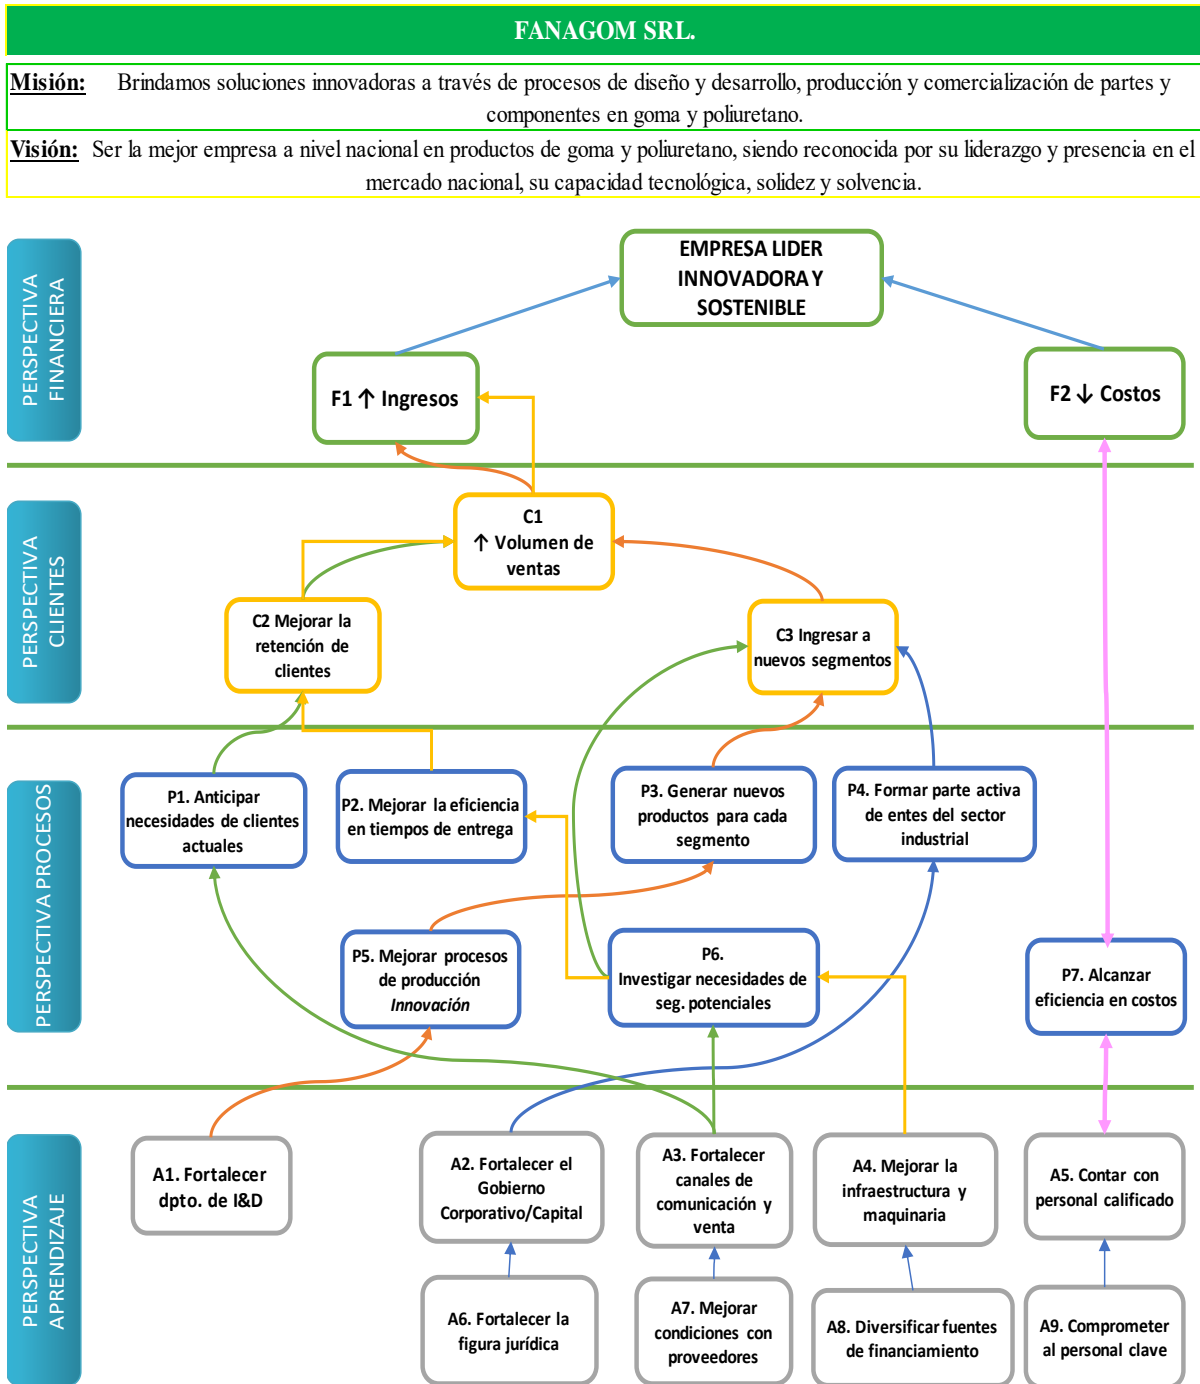 FANAGOM SRL.
Misión: Brindamos soluciones innovadoras a través de procesos de diseño y desarrollo, producción y comercialización de partes y
componentes en goma y poliuretano.
Visión: Ser la mejor empresa a nivel nacional en productos de goma y poliuretano, siendo reconocida por su liderazgo y presencia en el
mercado nacional, su capacidad tecnológica, solidez y solvencia.
PERSPECTIVA
FINANCIERA
EMPRESA LIDER
INNOVADORA Y
SOSTENIBLE
F1 ↑ Ingresos
F2 ↓ Costos
PERSPECTIVA
CLIENTES
C1
↑ Volumen de
ventas
C2 Mejorar la
retención de
clientes
C3 Ingresar a
nuevos segmentos
PERSPECTIVA PROCESOS
P1. Anticipar
necesidades de clientes
actuales
P2. Mejorar la eficiencia
en tiempos de entrega
P3. Generar nuevos
productos para cada
segmento
P4. Formar parte activa
de entes del sector
industrial
P5. Mejorar procesos
de producción
Innovación
P6.
Investigar necesidades de
seg. potenciales
P7. Alcanzar
eficiencia en costos
PERSPECTIVA
APRENDIZAJE
A1. Fortalecer
dpto. de I&D
A2. Fortalecer el
Gobierno
Corporativo/Capital
A3. Fortalecer
canales de
comunicación y
venta
A4. Mejorar la
infraestructura y
maquinaria
A5. Contar con
personal calificado
A6. Fortalecer la
figura jurídica
A7. Mejorar
condiciones con
proveedores
A8. Diversificar fuentes
de financiamiento
A9. Comprometer
al personal clave